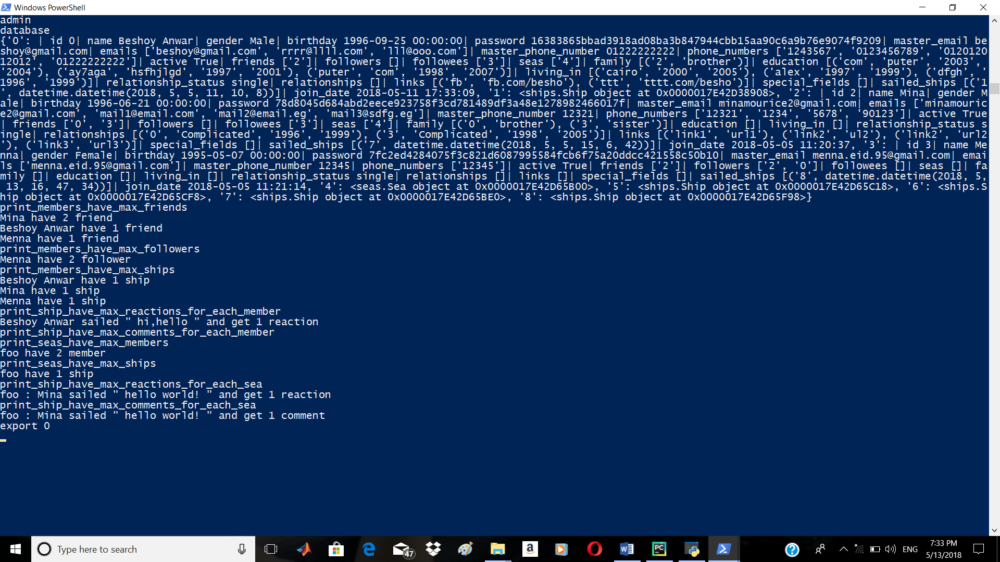 Windows PowerShell
admin
database
{'0': | id 0| name Beshoy Anwar| gender Male| birthday 1996-09-25 00:00:00| password 16383865bbad3918ad08ba3b847944cbb15aa90c6a9b76e9074f9209| master_email be
shoy@gmail.com| emails ['beshoy@gmail.com', 'rrrr@llll.com', 'lll@ooo.com']| master_phone_number 01222222222| phone_numbers ['1243567', '0123456789', '0120120
12012', '01222222222']| active True| friends ['2']| followers []| followees ['3']| seas ['4']| family [('2', 'brother')]| education [('com', 'puter', '2003',
'2004'), ('ay7aga', 'hsfhjlgd', '1997', '2001'), ('puter', 'com', '1998', '2007')]| living_in [('cairo', '2000', '2005'), ('alex', '1997', '1999'), ('dfgh', '
1996', '1999')]| relationship_status single| relationships []| links [('fb', 'fb.com/besho'), ('ttt', 'tttt.com/besho')]| special_fields []| sailed_ships [('1
', datetime.datetime(2018, 5, 5, 11, 10, 8))]| join_date 2018-05-11 17:33:09, '1': <ships.Ship object at 0x0000017E42D38908>, '2': | id 2| name Mina| gender M
ale| birthday 1996-06-21 00:00:00| password 78d8045d684abd2eece923758f3cd781489df3a48e1278982466017f| master_email minamourice2@gmail.com| emails ['minamouric
e2@gmail.com', 'mail1@email.com', 'mail2@email.eg', 'mail3@sdfg.eg']| master_phone_number 12321| phone_numbers ['12321', '1234', '5678', '90123']| active True
| friends ['0', '3']| followers []| followees ['3']| seas ['4']| family [('0', 'brother'), ('3', 'sister')]| education []| living_in []| relationship_status s
ingle| relationships [('0', 'Complicated', '1996', '1999'), ('3', 'Complicated', '1998', '2005')]| links [('link1', 'url1'), ('link2', 'ul2'), ('link2', 'url2
'), ('link3', 'url3')]| special_fields []| sailed_ships [('7', datetime.datetime(2018, 5, 5, 15, 6, 42))]| join_date 2018-05-05 11:20:37, '3': | id 3| name Me
nna| gender Female| birthday 1995-05-07 00:00:00| password 7fc2ed4284075f3c821d6087995584fcb6f75a20ddcc421558c50b10| master_email menna.eid.95@gmail.com| emai
ls ['menna.eid.95@gmail.com']| master_phone_number 12345| phone_numbers ['12345']| active True| friends ['2']| followers ['2', '0']| followees []| seas []| fa
mily []| education []| living_in []| relationship_status single| relationships []| links []| special_fields []| sailed_ships [('8', datetime.datetime(2018, 5,
 13, 16, 47, 34))]| join_date 2018-05-05 11:21:14, '4': <seas.Sea object at 0x0000017E42D65B00>, '5': <ships.Ship object at 0x0000017E42D65C18>, '6': <ships.S
hip object at 0x0000017E42D65CF8>, '7': <ships.Ship object at 0x0000017E42D65BE0>, '8': <ships.Ship object at 0x0000017E42D65F98>}
print_members_have_max_friends
Mina have 2 friend
Beshoy Anwar have 1 friend
Menna have 1 friend
print_members_have_max_followers
Menna have 2 follower
print_members_have_max_ships
Beshoy Anwar have 1 ship
Mina have 1 ship
Menna have 1 ship
print_ship_have_max_reactions_for_each_member
Beshoy Anwar sailed " hi,hello " and get 1 reaction
print_ship_have_max_comments_for_each_member
print_seas_have_max_members
foo have 2 member
print_seas_have_max_ships
foo have 1 ship
print_ship_have_max_reactions_for_each_sea
foo : Mina sailed " hello world! " and get 1 reaction
print_ship_have_max_comments_for_each_sea
foo : Mina sailed " hello world! " and get 1 comment
export 0
Type here to search
47
a
W
PC
?
ENG
7:33 PM
5/13/2018